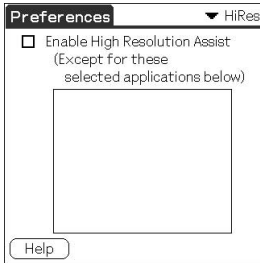 Preferences
HiRes
Enable High Resolution Assist
(Except for these
selected applications below)
Help